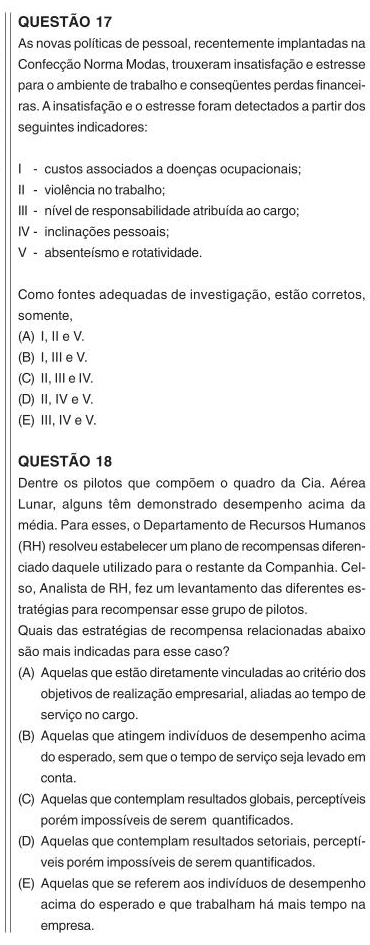 QUESTÃO 17
As novas políticas de pessoal, recentemente implantadas na
Confecção Norma Modas, trouxeram insatisfação e estresse
para o ambiente de trabalho e conseqüentes perdas financei-
ras. A insatisfação e o estresse foram detectados a partir dos
seguintes indicadores:
I - custos associados a doenças ocupacionais;
II - violência no trabalho;
III - nível de responsabilidade atribuída ao cargo;
IV - inclinações pessoais;
V - absenteísmo e rotatividade.
Como fontes adequadas de investigação, estão corretos,
somente,
(A) I, II e V.
(B) I, III e V.
(C) II, III e IV.
(D) II, IV e V.
(E) III, IV e V.
QUESTÃO 18
Dentre os pilotos que compõem o quadro da Cia. Aérea
Lunar, alguns têm demonstrado desempenho acima da
média. Para esses, o Departamento de Recursos Humanos
(RH) resolveu estabelecer um plano de recompensas diferen-
ciado daquele utilizado para o restante da Companhia. Cel-
so, Analista de RH, fez um levantamento das diferentes es-
tratégias para recompensar esse grupo de pilotos.
Quais das estratégias de recompensa relacionadas abaixo
são mais indicadas para esse caso?
(A) Aquelas que estão diretamente vinculadas ao critério dos
objetivos de realização empresarial, aliadas ao tempo de
serviço no cargo.
(B) Aquelas que atingem indivíduos de desempenho acima
do esperado, sem que o tempo de serviço seja levado em
conta.
(C) Aquelas que contemplam resultados globais, perceptíveis
porém impossíveis de serem quantificados.
(D) Aquelas que contemplam resultados setoriais, perceptí-
veis porém impossíveis de serem quantificados.
(E) Aquelas que se referem aos indivíduos de desempenho
acima do esperado e que trabalham há mais tempo na
empresa.